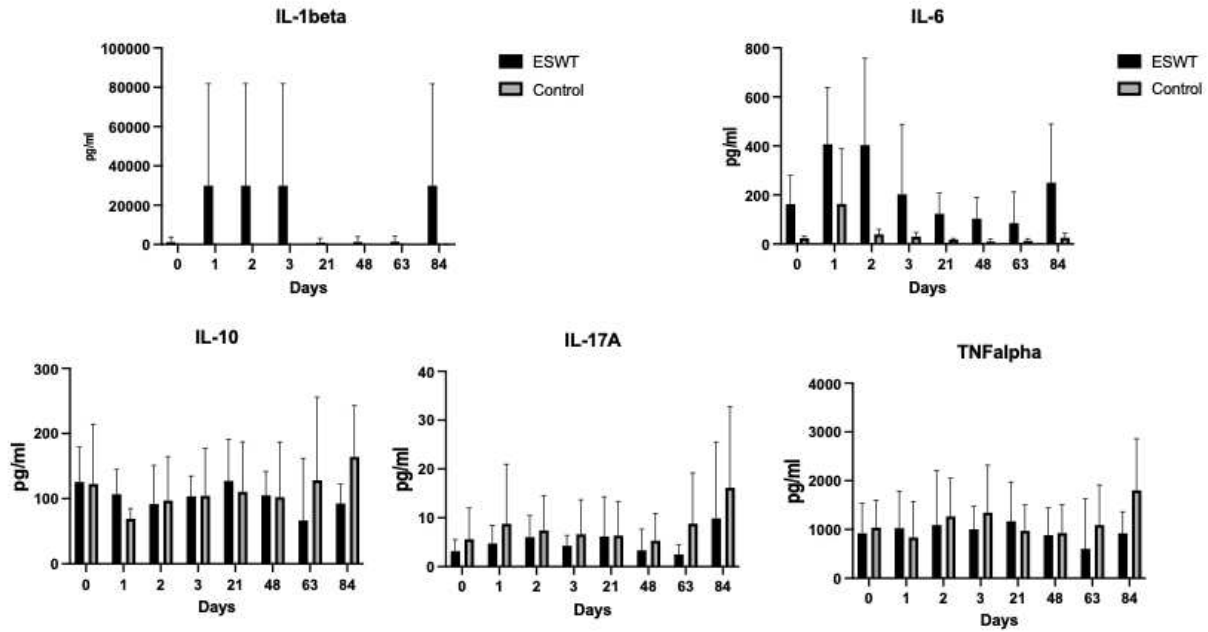 IL-1beta
100000
80000
60000
40000
20000
0
pg/ml
0 1 2 3 21 48 63 84
Days
ESWT
Control
IL-6
800
600
400
200
0
pg/ml
0 1 2 3 21 48 63 84
Days
ESWT
Control
IL-10
300
200
100
0
pg/ml
0 1 2 3 21 48 63 84
Days
IL-17A
40
30
20
10
0
pg/ml
0 1 2 3 21 48 63 84
Days
TNFalpha
4000
3000
2000
1000
0
pg/ml
0 1 2 3 21 48 63 84
Days